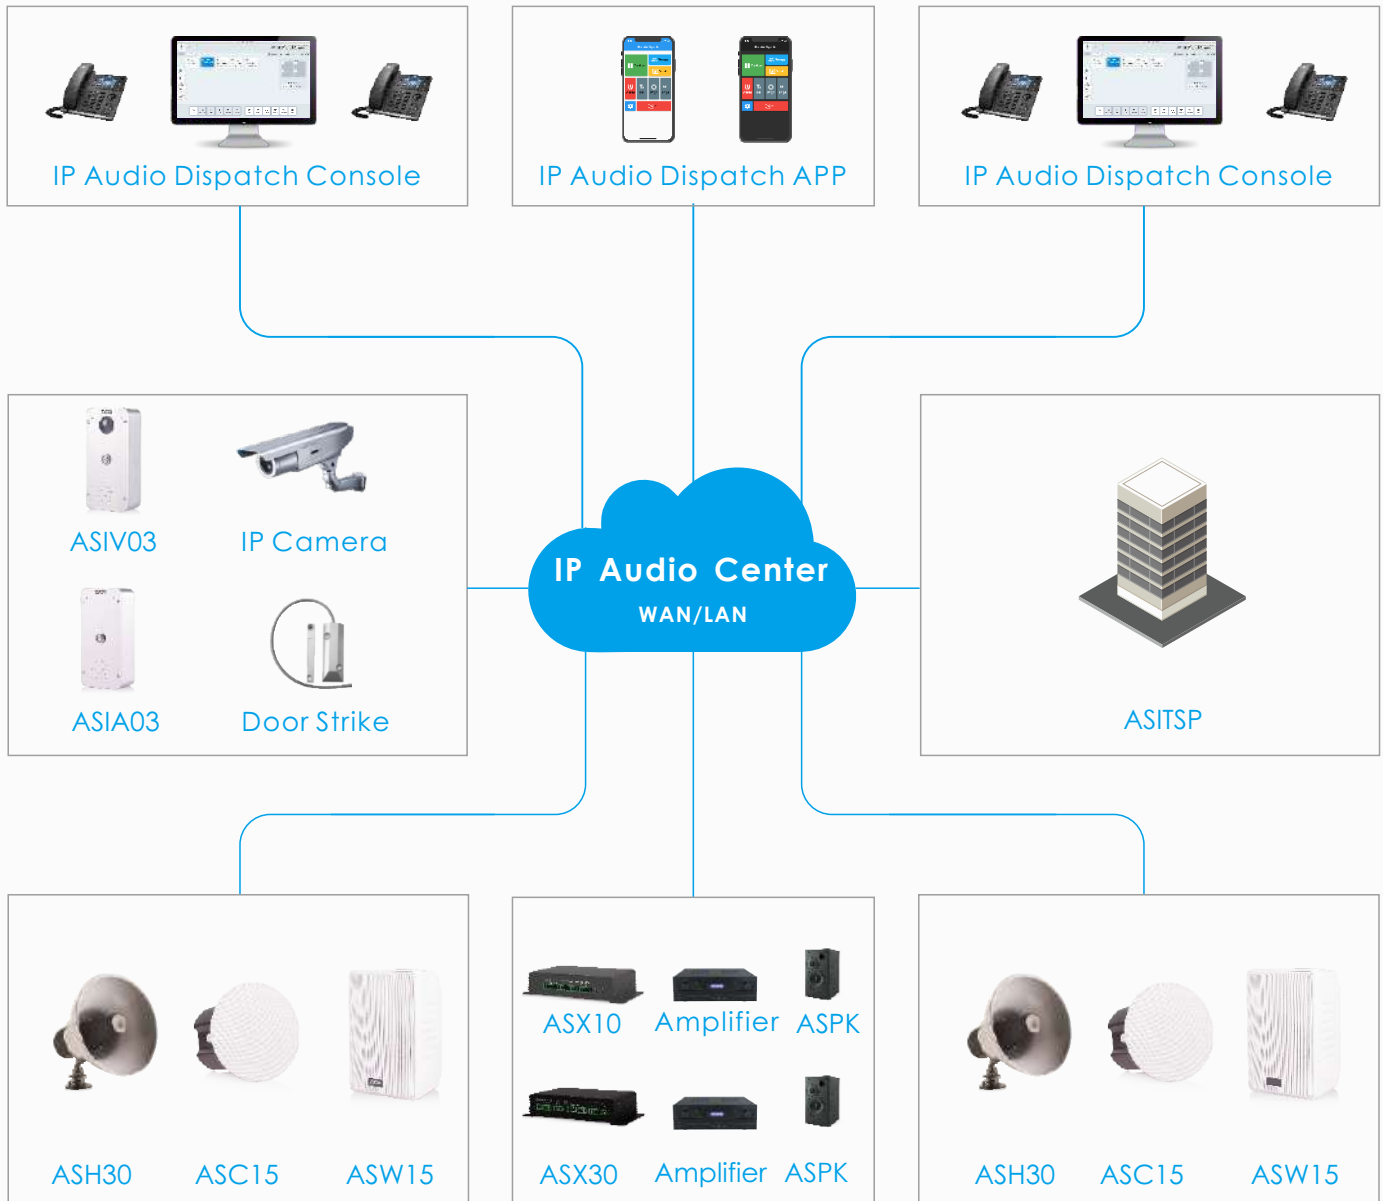 IP Audio Dispatch Console
IP Audio Dispatch APP
IP Audio Dispatch Console
ASIV03
IP Camera
ASIA03
Door Strike
IP Audio Center
WAN/LAN
ASITSP
ASH30
ASC15
ASW15
ASX10
Amplifier
ASPK
ASX30
Amplifier
ASPK
ASH30
ASC15
ASW15